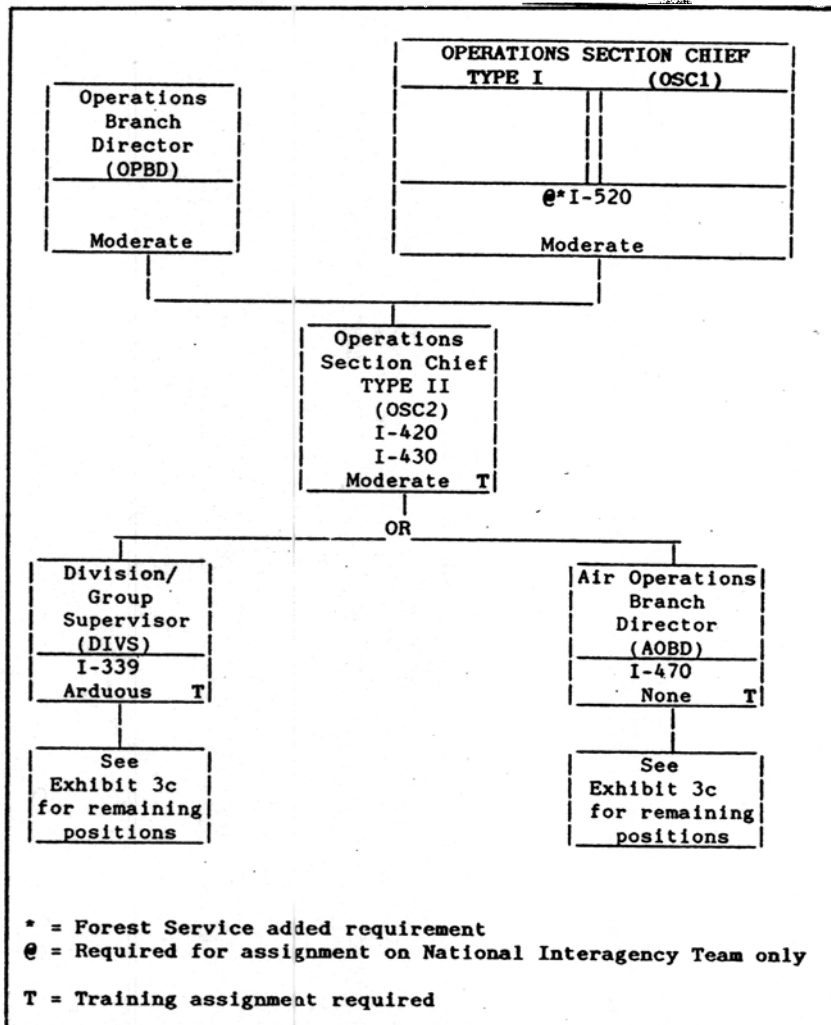 OPERATIONS SECTION CHIEF
TYPE I (OSC1)
@*I-520
Moderate
Operations
Branch
Director
(OPBD)
Moderate
Operations
Section Chief
TYPE II
(OSC2)
I-420
I-430
Moderate T
OR
Division/
Group
Supervisor
(DIVS)
I-339
Arduous T
See
Exhibit 3c
for remaining
positions
Air Operations
Branch
Director
(AOBD)
I-470
None T
See
Exhibit 3c
for remaining
positions
* = Forest Service added requirement
@ = Required for assignment on National Interagency Team only
T = Training assignment required